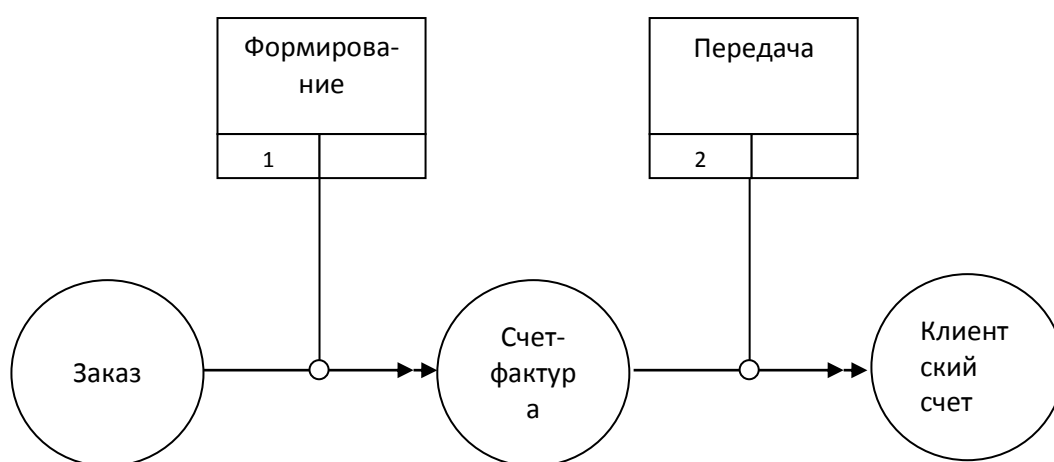 Формирова-
ние
1
Передача
2
Заказ
Счет-
фактур
а
Клиент
ский
счет